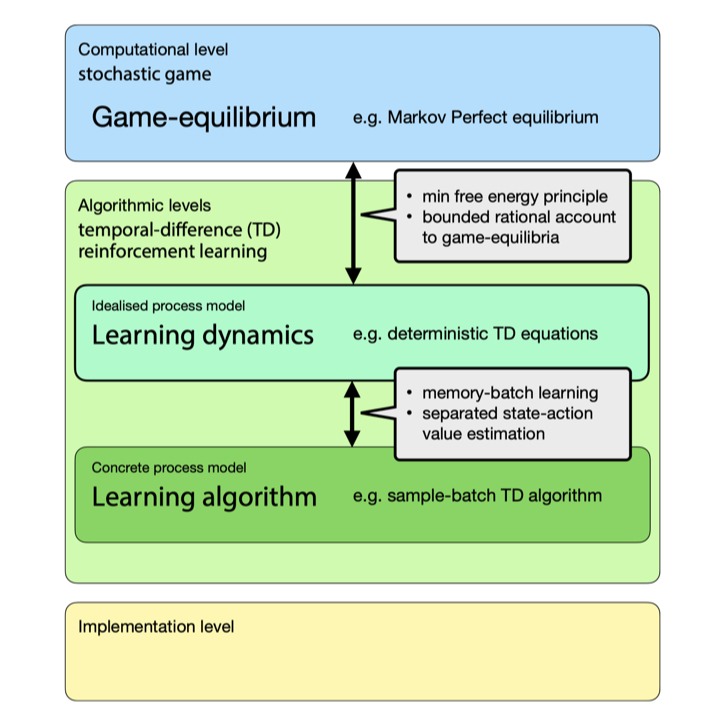 Computational level
stochastic game
Game-equilibrium
e.g. Markov Perfect equilibrium
• min free energy principle
• bounded rational account
to game-equilibria
Algorithmic levels
temporal-difference (TD)
reinforcement learning
Idealised process model
Learning dynamics
e.g. deterministic TD equations
• memory-batch learning
• separated state-action
value estimation
Concrete process model
Learning algorithm
e.g. sample-batch TD algorithm
Implementation level